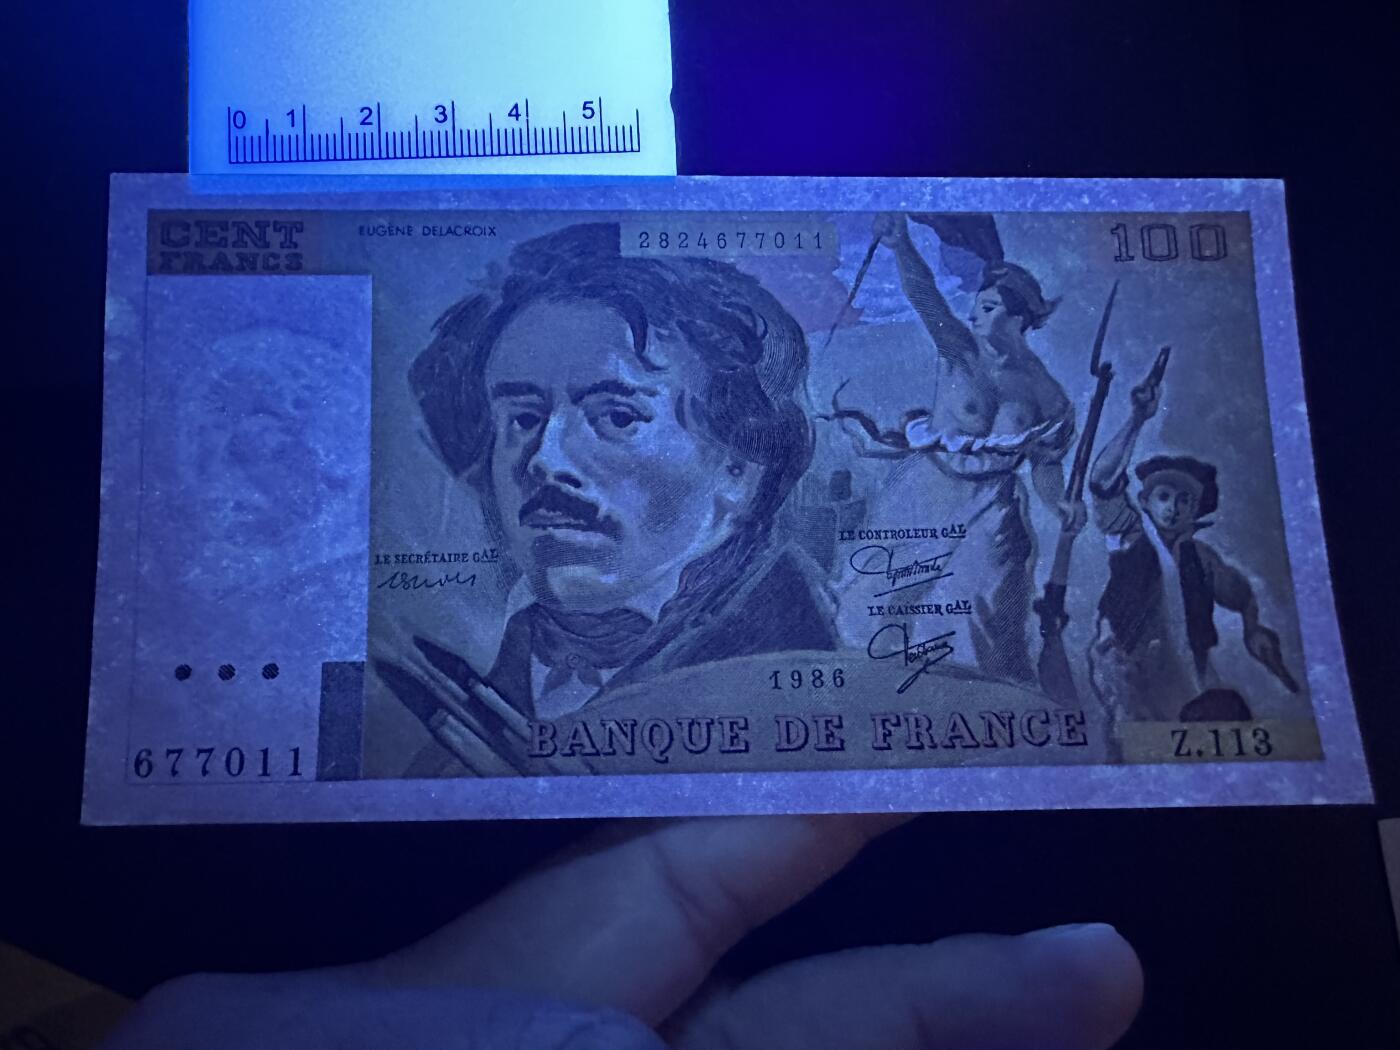 0 1 2 3 4 5
CENT
FRANCS
EUGÈNE DELACROIX
2824677011
100
LE SECRÉTAIRE GAL
LE CONTROLEUR GAL
LE CAISSIER GAL
1986
BANQUE DE FRANCE
677011
Z.113